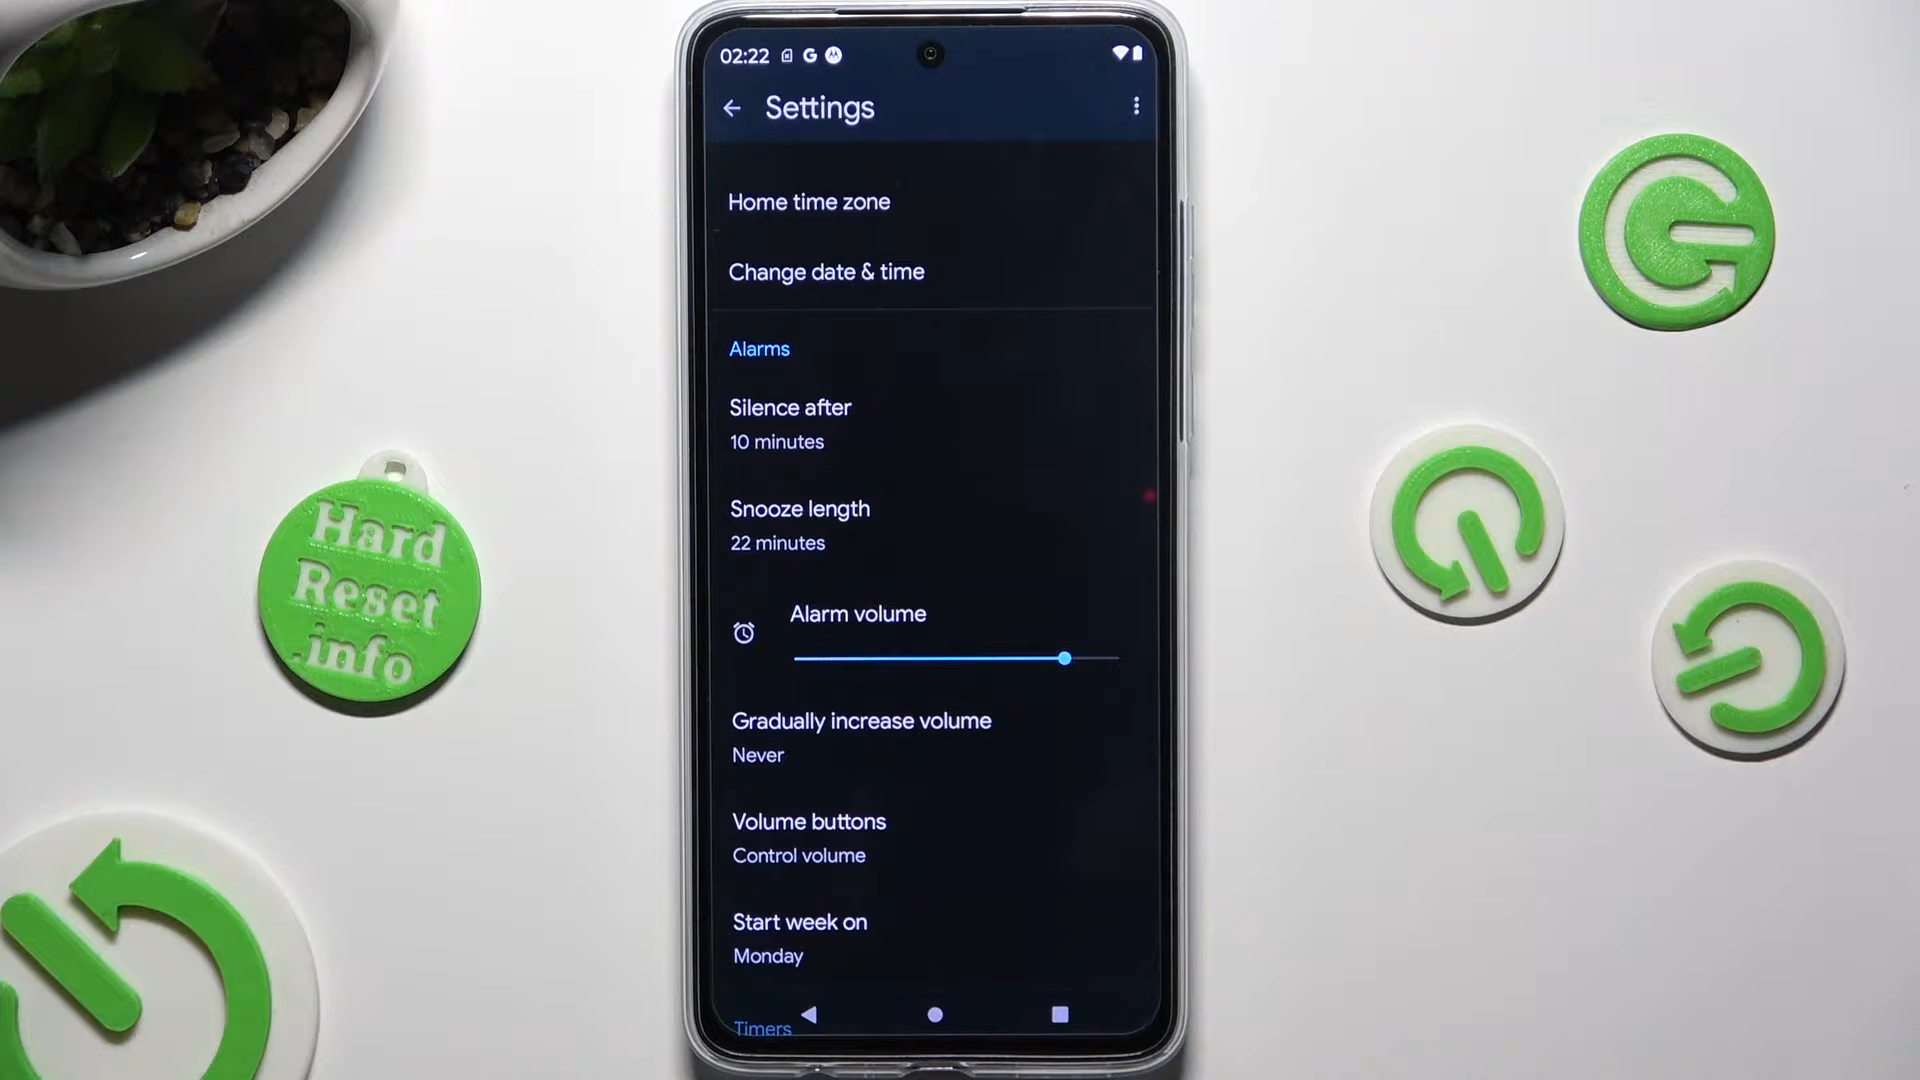 02:22
Settings
Home time zone
Change date & time
Alarms
Silence after
10 minutes
Snooze length
22 minutes
Alarm volume
Gradually increase volume
Never
Volume buttons
Control volume
Start week on
Monday
Timers
Hard
Reset
.info